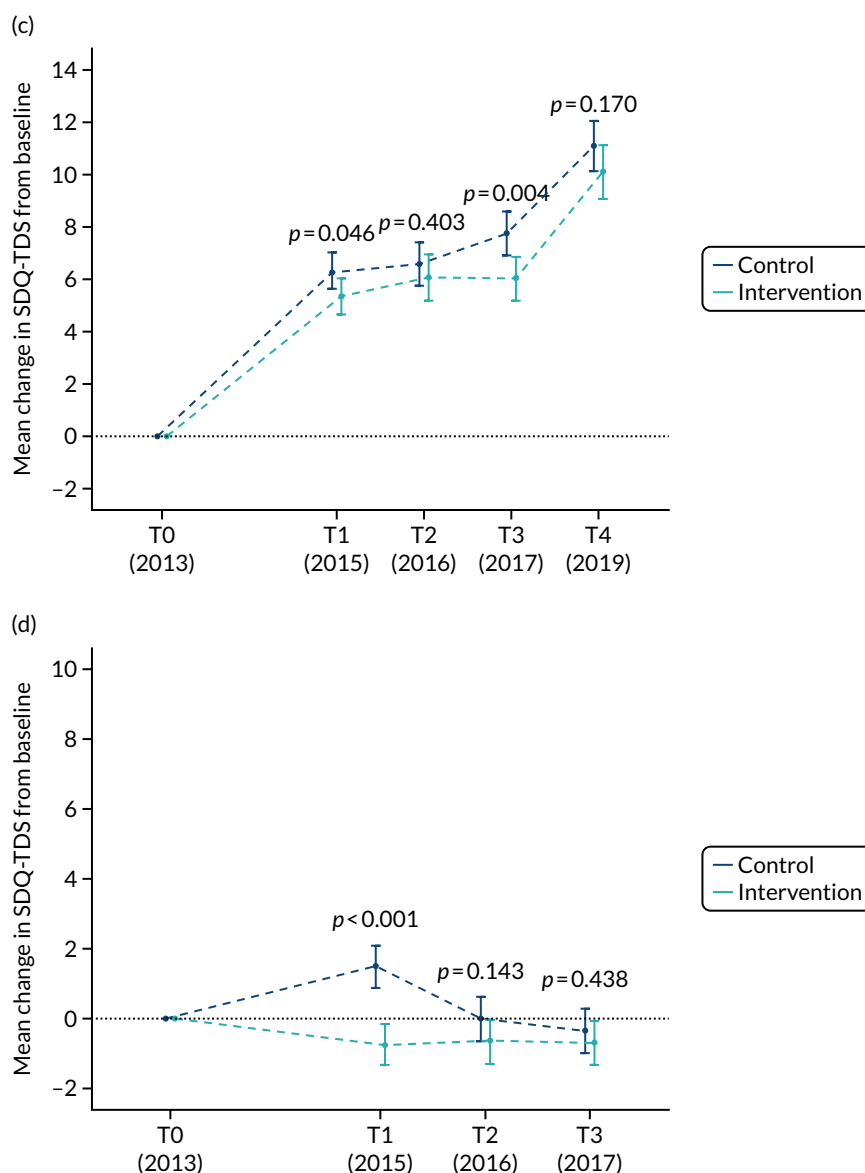 (c)
Mean change in SDQ-TDS from baseline
14
12
10
8
6
4
2
0
–2
p=0.046
p=0.403
p=0.004
p=0.170
T0
(2013)
T1
(2015)
T2
(2016)
T3
(2017)
T4
(2019)
Control
Intervention
(d)
Mean change in SDQ-TDS from baseline
10
8
6
4
2
0
–2
p<0.001
p=0.143
p=0.438
T0
(2013)
T1
(2015)
T2
(2016)
T3
(2017)
Control
Intervention